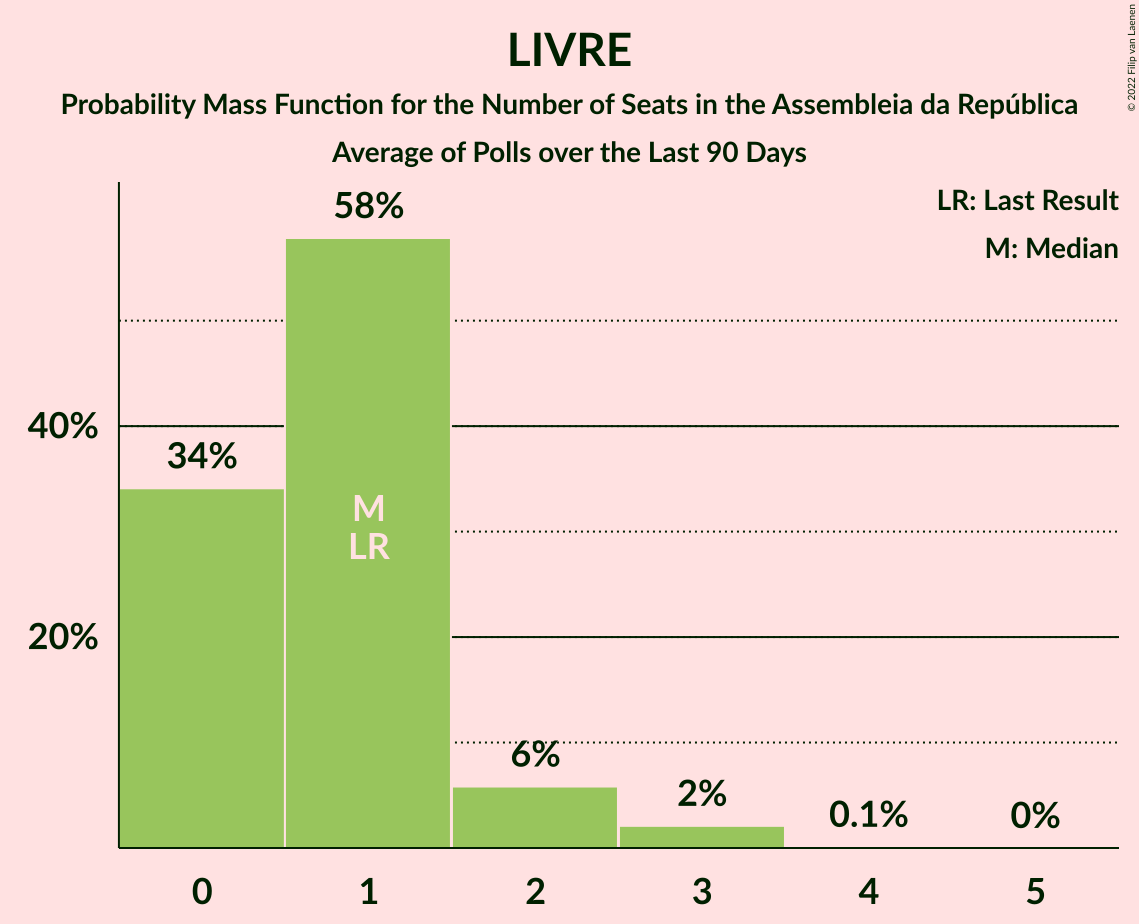 LIVRE
Probability Mass Function for the Number of Seats in the Assembleia da República
Average of Polls over the Last 90 Days
© 2022 Filip van Laenen
LR: Last Result
M: Median
58%
40%
34%
M
LR
20%
6%
2%
0.1%
0%
0 1 2 3 4 5